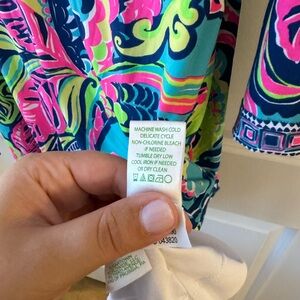 MACHINE WASH COLD
DELICATE CYCLE
NON-CHLORINE BLEACH
IF NEEDED
TUMBLE DRY LOW
COOL IRON IF NEEDED
OR DRY CLEAN
043820